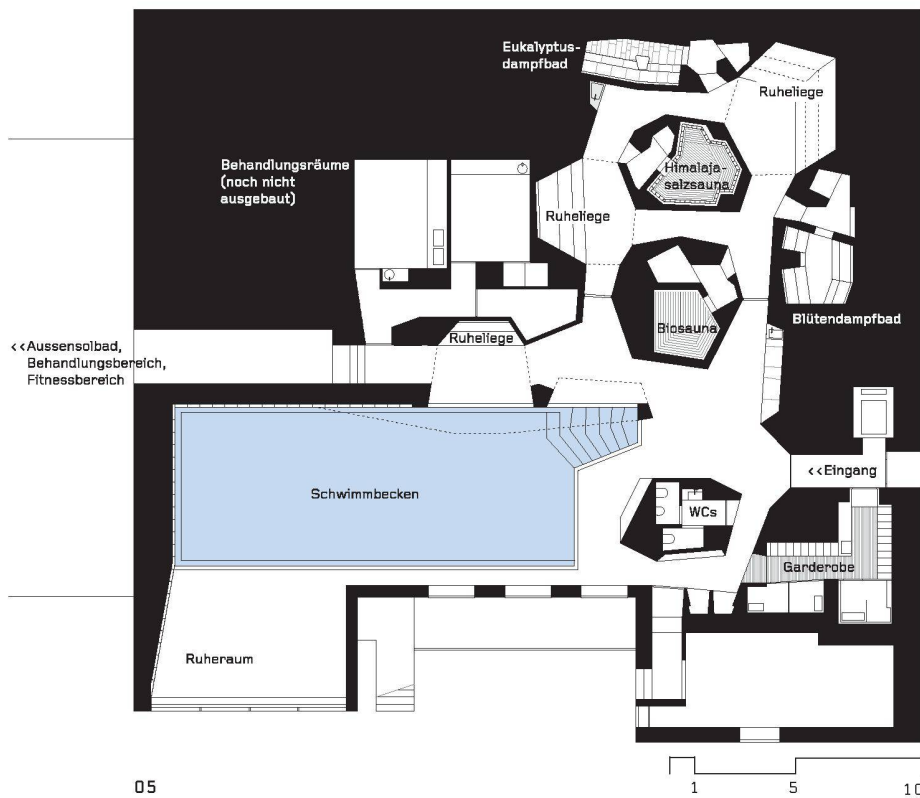 Eukalyptus-
dampfbad
Ruheliege
Behandlungsräume
(noch nicht
ausgebaut)
Himalaja-
salzsauna
Ruheliege
Blütendampfbad
Biosauna
Ruheliege
<<Aussensolbad,
Behandlungsbereich,
Fitnessbereich
<<Eingang
Schwimmbecken
WCs
Garderobe
Ruheraum
05
1 5 10